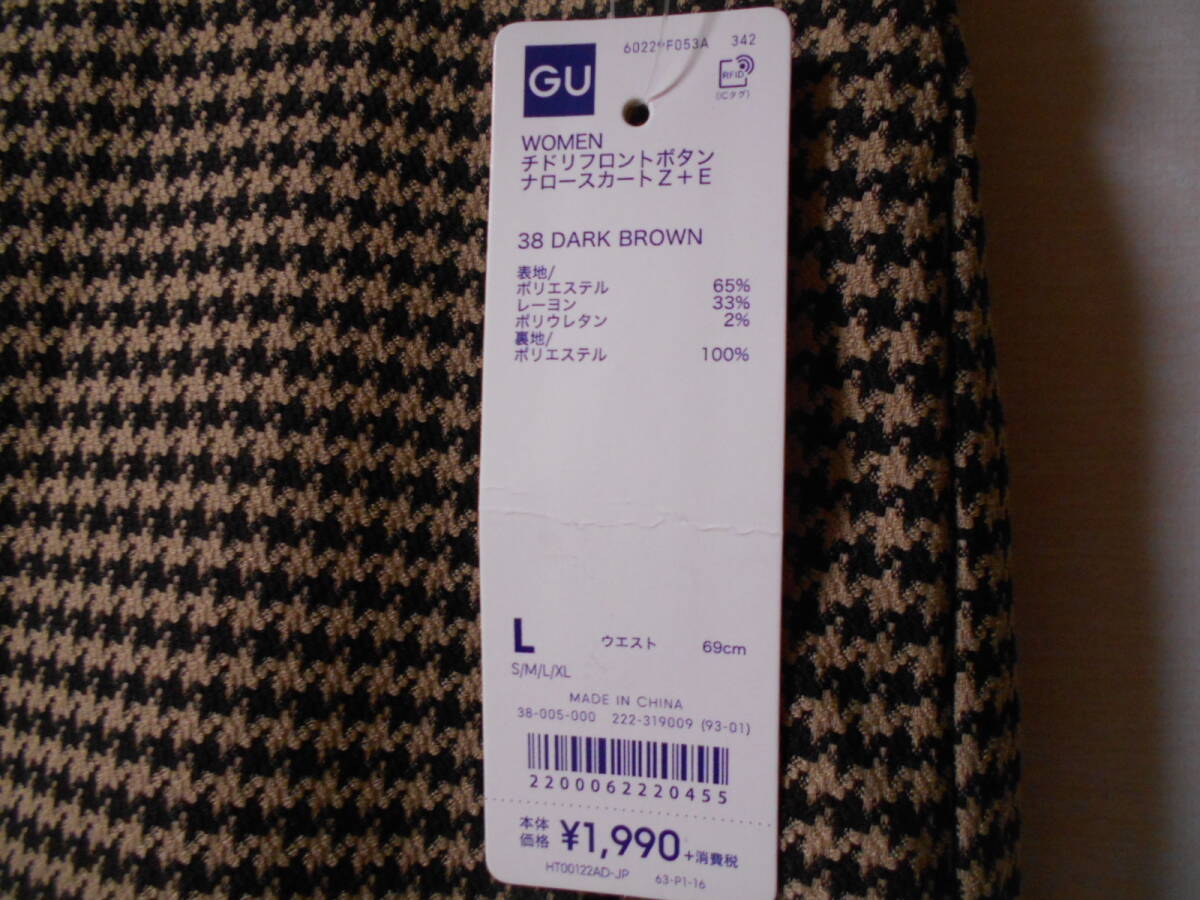 GU
342
RFID
(ICタグ)
WOMEN
チドリフロントボタン
ナロースカートZ+E
38 DARK BROWN
表地/
ポリエステル 65%
レーヨン 33%
ポリウレタン 2%
裏地/
ポリエステル 100%
L ウエスト 69cm
S/M/L/XL
MADE IN CHINA
38-005-000 222-319009 (93-01)
2200062220455
本体
価格 ¥1,990 +消費税
HT00122AD-JP 63-P1-16